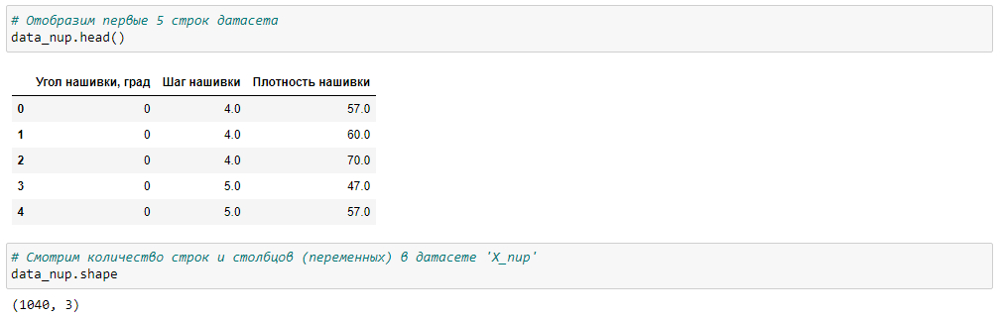 # Отобразим первые 5 строк датасета
data_nup.head()
Угол нашивки, град Шаг нашивки Плотность нашивки
0 0 4.0 57.0
1 0 4.0 60.0
2 0 4.0 70.0
3 0 5.0 47.0
4 0 5.0 57.0
# Смотрим количество строк и столбцов (переменных) в датасете 'X_nup'
data_nup.shape
(1040, 3)